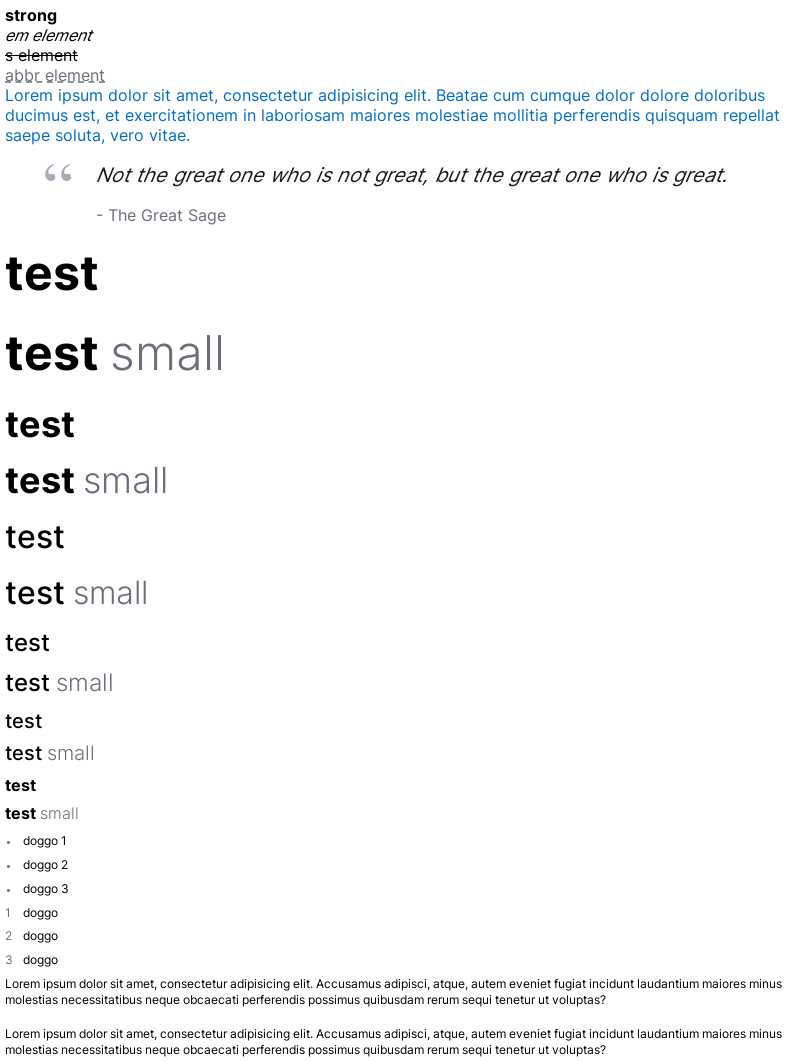 strong
em element
s element
abbr element
Lorem ipsum dolor sit amet, consectetur adipisicing elit. Beatae cum cumque dolor dolore doloribus
ducimus est, et exercitationem in laboriosam maiores molestiae mollitia perferendis quisquam repellat
saepe soluta, vero vitae.
“ Not the great one who is not great, but the great one who is great.
- The Great Sage
test
test small
test
test small
test
test small
test
test small
test
test small
test
test small
• doggo 1
• doggo 2
• doggo 3
1 doggo
2 doggo
3 doggo
Lorem ipsum dolor sit amet, consectetur adipisicing elit. Accusamus adipisci, atque, autem eveniet fugiat incidunt laudantium maiores minus
molestias necessitatibus neque obcaecati perferendis possimus quibusdam rerum sequi tenetur ut voluptas?
Lorem ipsum dolor sit amet, consectetur adipisicing elit. Accusamus adipisci, atque, autem eveniet fugiat incidunt laudantium maiores minus
molestias necessitatibus neque obcaecati perferendis possimus quibusdam rerum sequi tenetur ut voluptas?